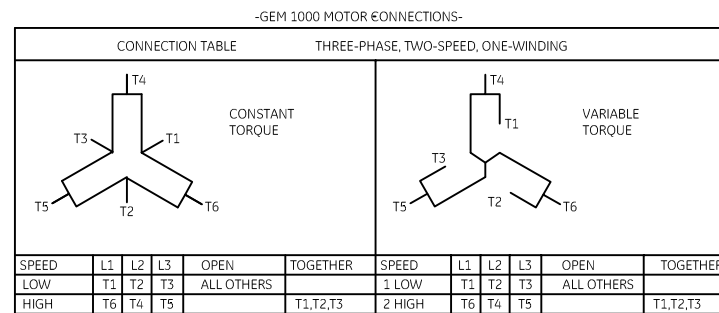 -GEM 1000 MOTOR CONNECTIONS-
CONNECTION TABLE THREE-PHASE, TWO-SPEED, ONE-WINDING
T4
CONSTANT
TORQUE
T3 T1
T5 T2 T6
T4
VARIABLE
TORQUE
T1
T3
T5 T2 T6
SPEED L1 L2 L3 OPEN TOGETHER SPEED L1 L2 L3 OPEN TOGETHER
LOW T1 T2 T3 ALL OTHERS 1 LOW T1 T2 T3 ALL OTHERS
HIGH T6 T4 T5 T1,T2,T3 2 HIGH T6 T4 T5 T1,T2,T3